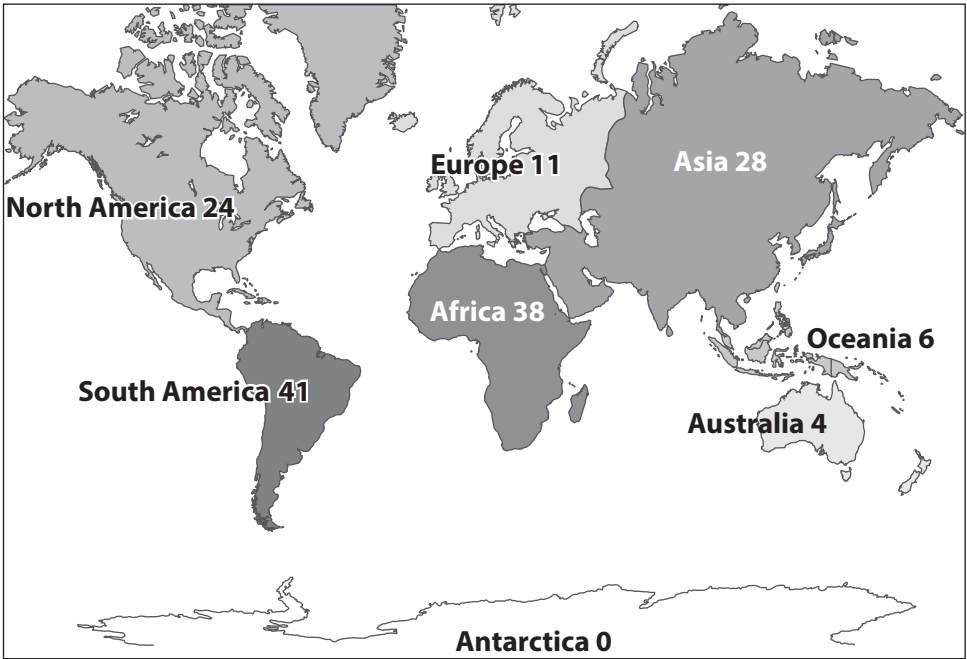 Europe 11
Asia 28
North America 24
Africa 38
Oceania 6
South America 41
Australia 4
Antarctica 0